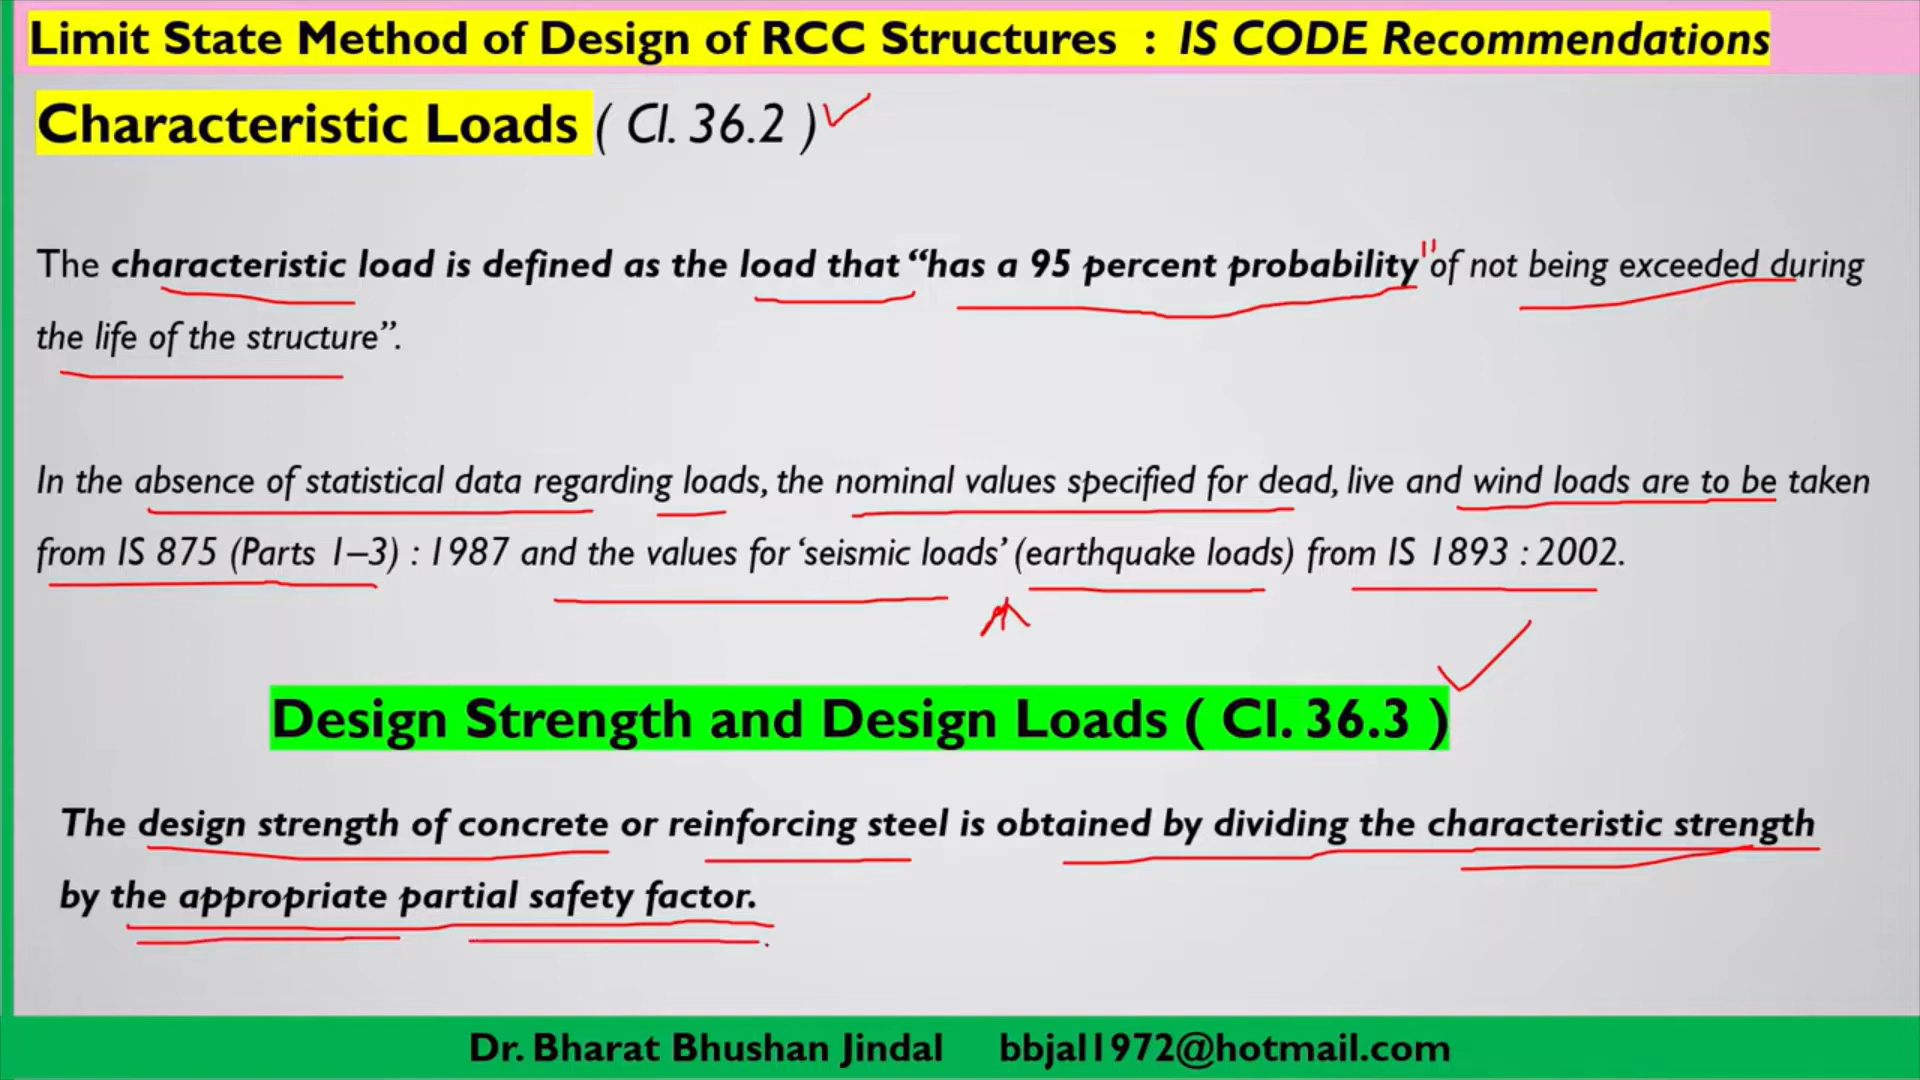 Limit State Method of Design of RCC Structures : IS CODE Recommendations
Characteristic Loads ( Cl. 36.2 )
The characteristic load is defined as the load that “has a 95 percent probability of not being exceeded during
the life of the structure”.
In the absence of statistical data regarding loads, the nominal values specified for dead, live and wind loads are to be taken
from IS 875 (Parts 1–3) : 1987 and the values for ‘seismic loads’ (earthquake loads) from IS 1893 : 2002.
Design Strength and Design Loads ( Cl. 36.3 )
The design strength of concrete or reinforcing steel is obtained by dividing the characteristic strength
by the appropriate partial safety factor.
Dr. Bharat Bhushan Jindal bbjal1972@hotmail.com